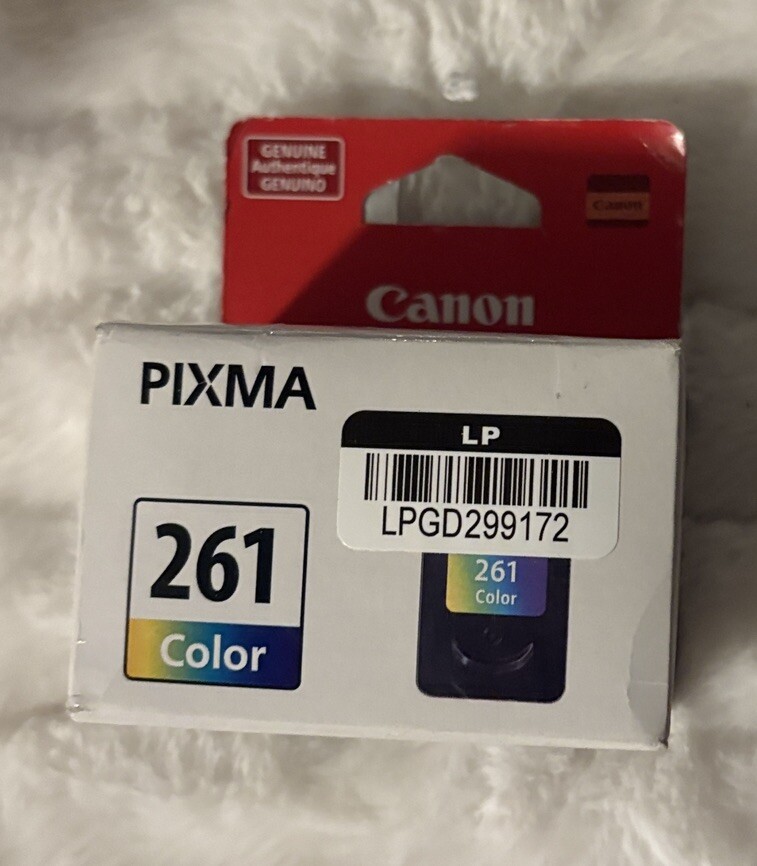 GENUINE
Authentique
GENUINO
Canon
Canon
PIXMA
LP
LPGD299172
261
Color
261
Color